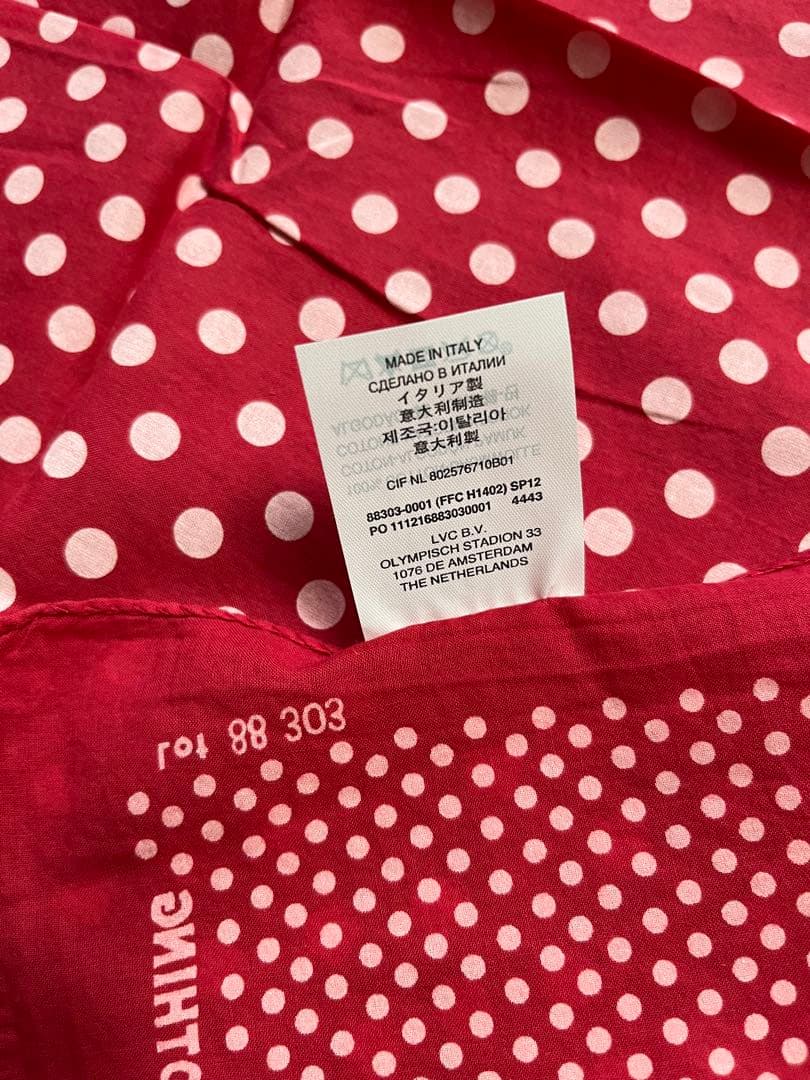 MADE IN ITALY
СДЕЛАНО В ИТАЛИИ
イタリア製
意大利制造
제조국:이탈리아
意大利製
CIF NL 802576710B01
88303-0001 (FFC H1402) SP12
PO 111216883030001 4443
LVC B.V.
OLYMPISCH STADION 33
1076 DE AMSTERDAM
THE NETHERLANDS
Lot 88 303
OTHING